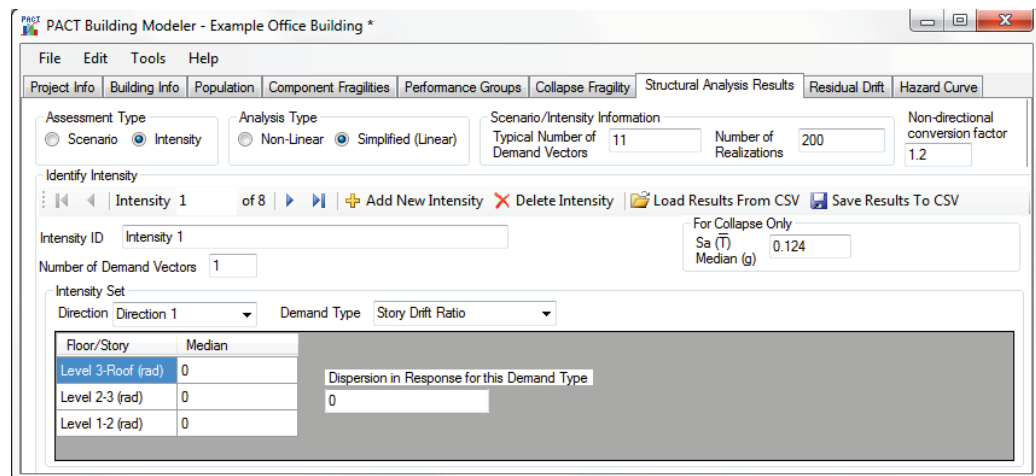 PACT PACT Building Modeler - Example Office Building *
File Edit Tools Help
Project Info Building Info Population Component Fragilities Performance Groups Collapse Fragility Structural Analysis Results Residual Drift Hazard Curve
Assessment Type Analysis Type Scenario/Intensity Information Non-directional
Scenario Intensity Non-Linear Simplified (Linear) Typical Number of 11 Number of 200 conversion factor
Demand Vectors Realizations 1.2
Identify Intensity
Intensity 1 of 8 Add New Intensity Delete Intensity Load Results From CSV Save Results To CSV
For Collapse Only
Intensity ID Intensity 1 Sa (T̅) 0.124
Median (g)
Number of Demand Vectors 1
Intensity Set
Direction Direction 1 Demand Type Story Drift Ratio
Floor/Story Median
Level 3-Roof (rad) 0 Dispersion in Response for this Demand Type
Level 2-3 (rad) 0 0
Level 1-2 (rad) 0